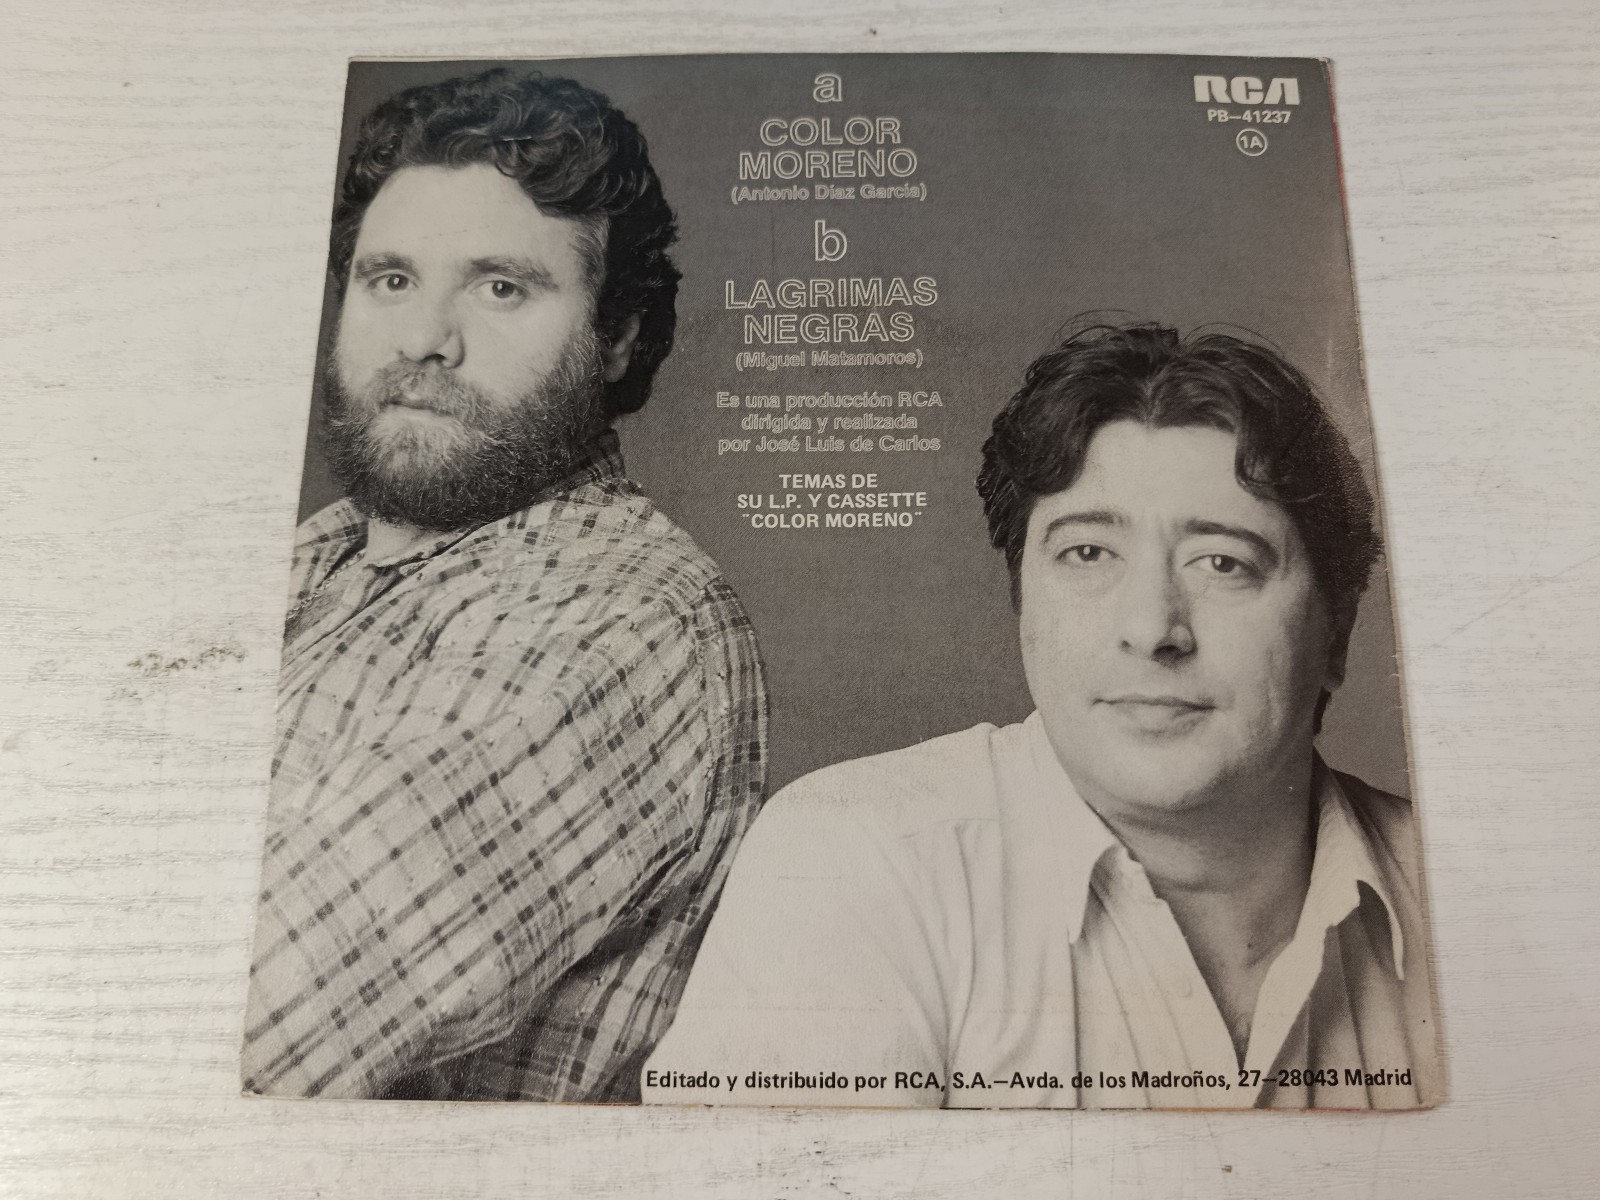 a
COLOR
MORENO
(Antonio Díaz García)
b
LAGRIMAS
NEGRAS
(Miguel Matamoros)
Es una producción RCA
dirigida y realizada
por José Luis de Carlos
TEMAS DE
SU L.P. Y CASSETTE
"COLOR MORENO"
RCA
PB-41237
1A
Editado y distribuido por RCA, S.A.-Avda. de los Madroños, 27-28043 Madrid